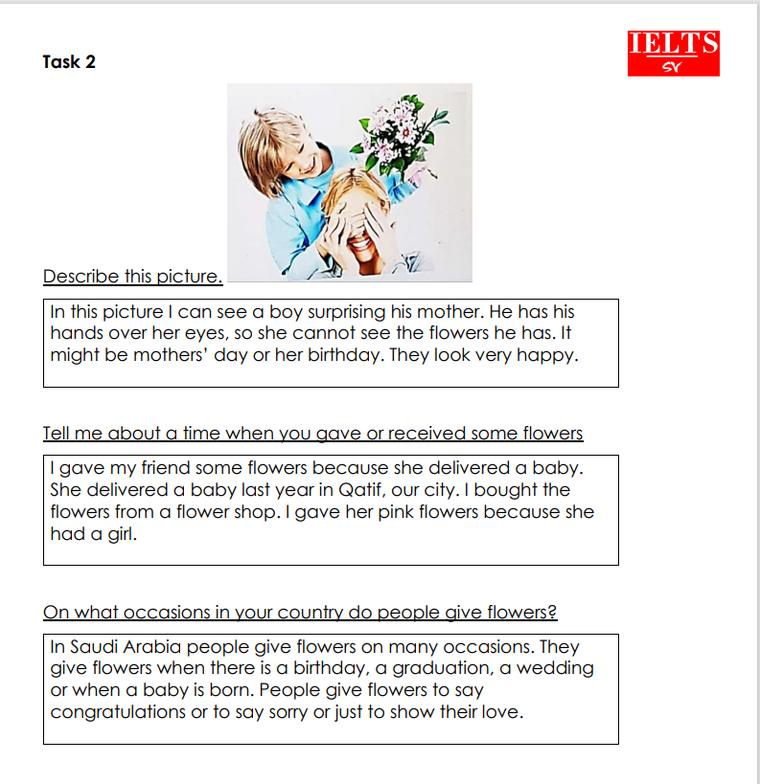 IELTS
SY
Task 2
Describe this picture.
In this picture I can see a boy surprising his mother. He has his
hands over her eyes, so she cannot see the flowers he has. It
might be mothers’ day or her birthday. They look very happy.
Tell me about a time when you gave or received some flowers
I gave my friend some flowers because she delivered a baby.
She delivered a baby last year in Qatif, our city. I bought the
flowers from a flower shop. I gave her pink flowers because she
had a girl.
On what occasions in your country do people give flowers?
In Saudi Arabia people give flowers on many occasions. They
give flowers when there is a birthday, a graduation, a wedding
or when a baby is born. People give flowers to say
congratulations or to say sorry or just to show their love.